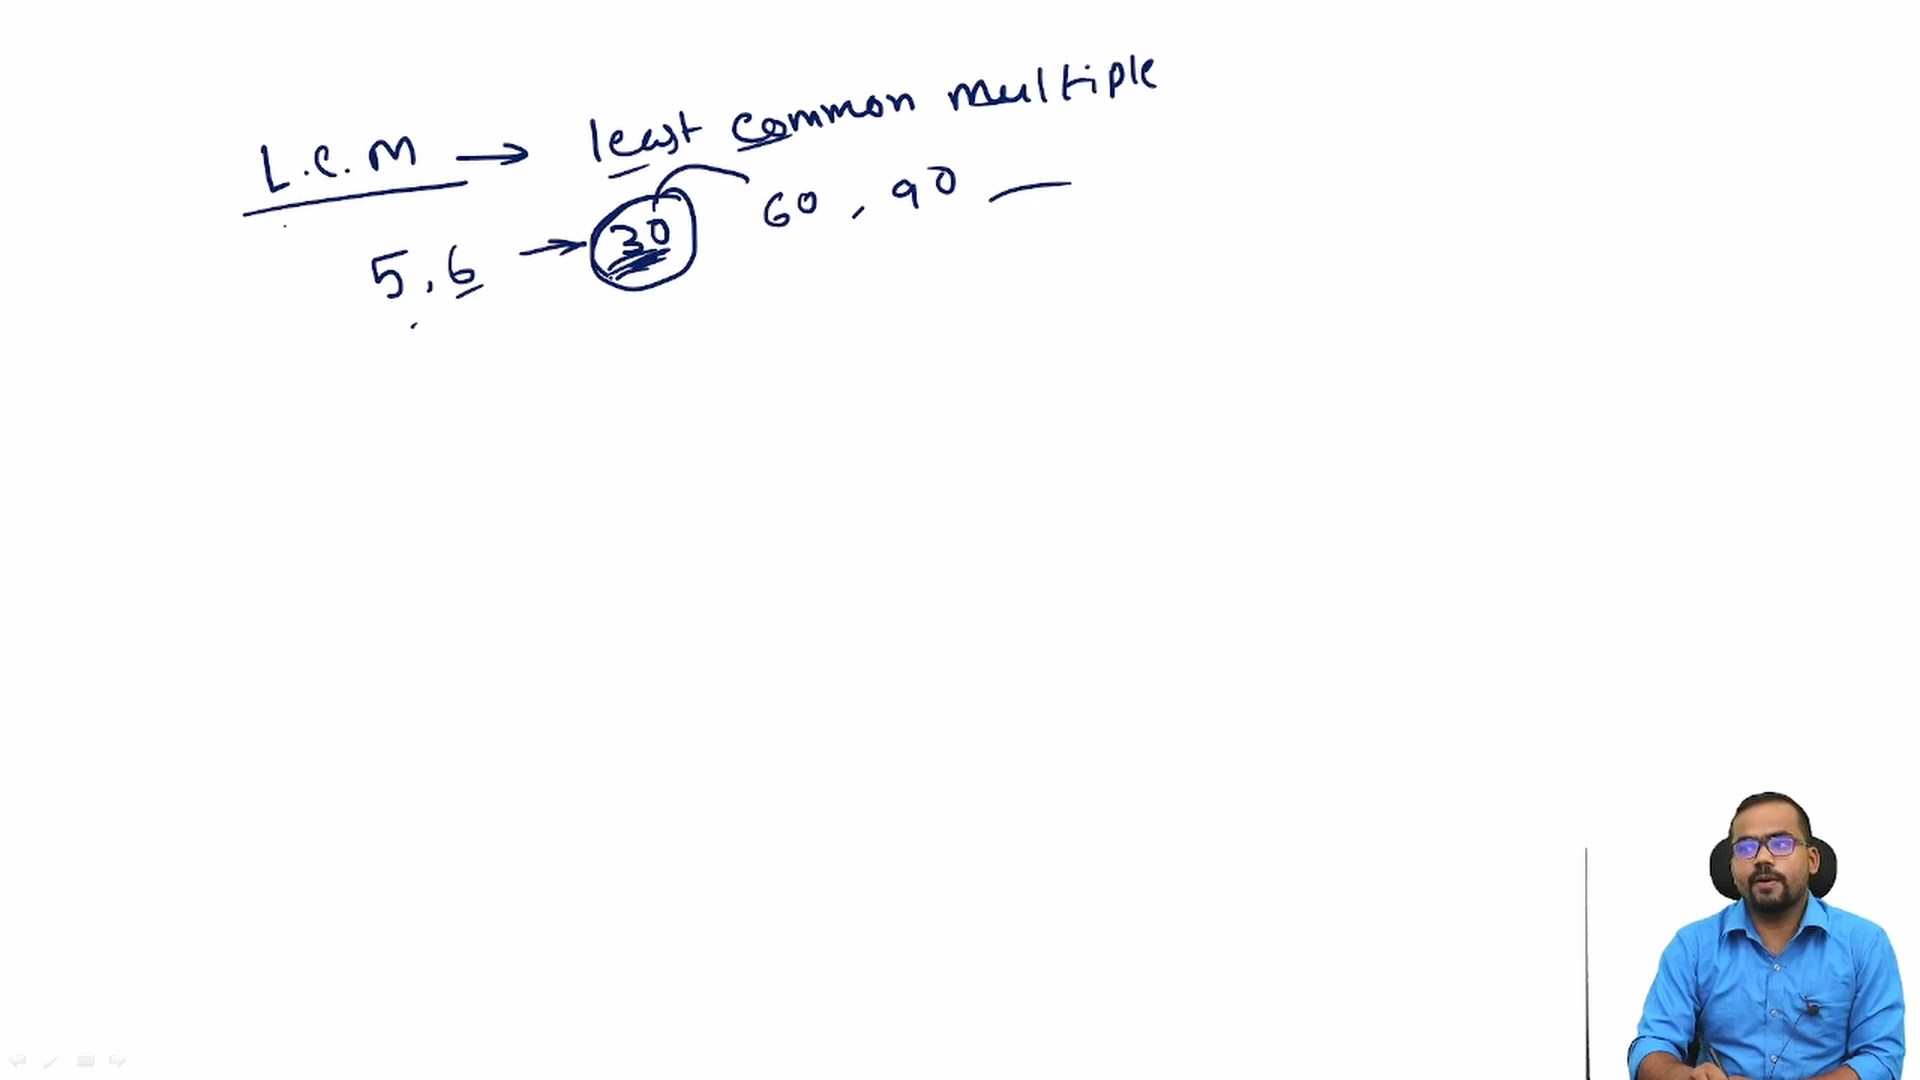 L.C.M → least common multiple
5, 6 → 30 60, 90 —